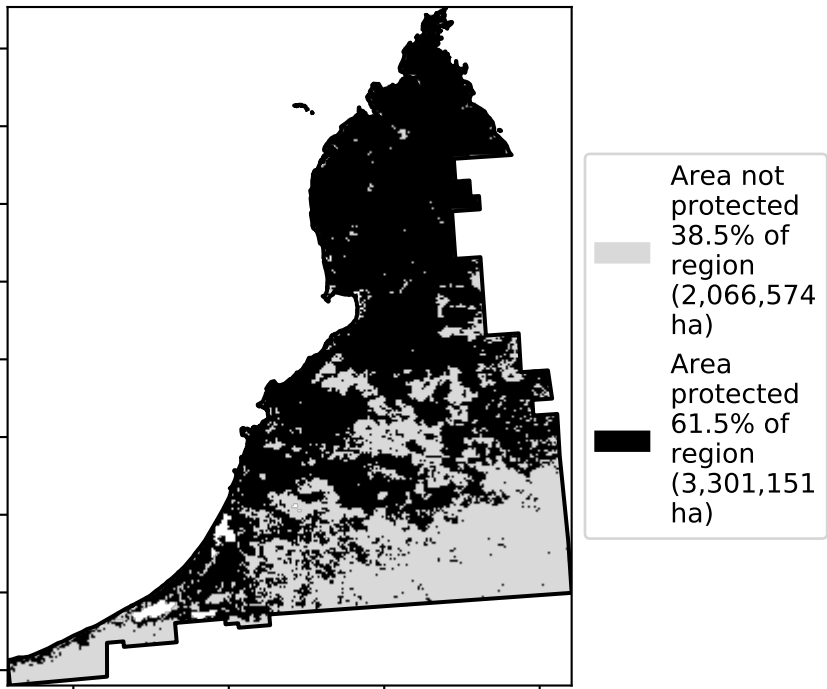 Area not
protected
38.5% of
region
(2,066,574
ha)
Area
protected
61.5% of
region
(3,301,151
ha)